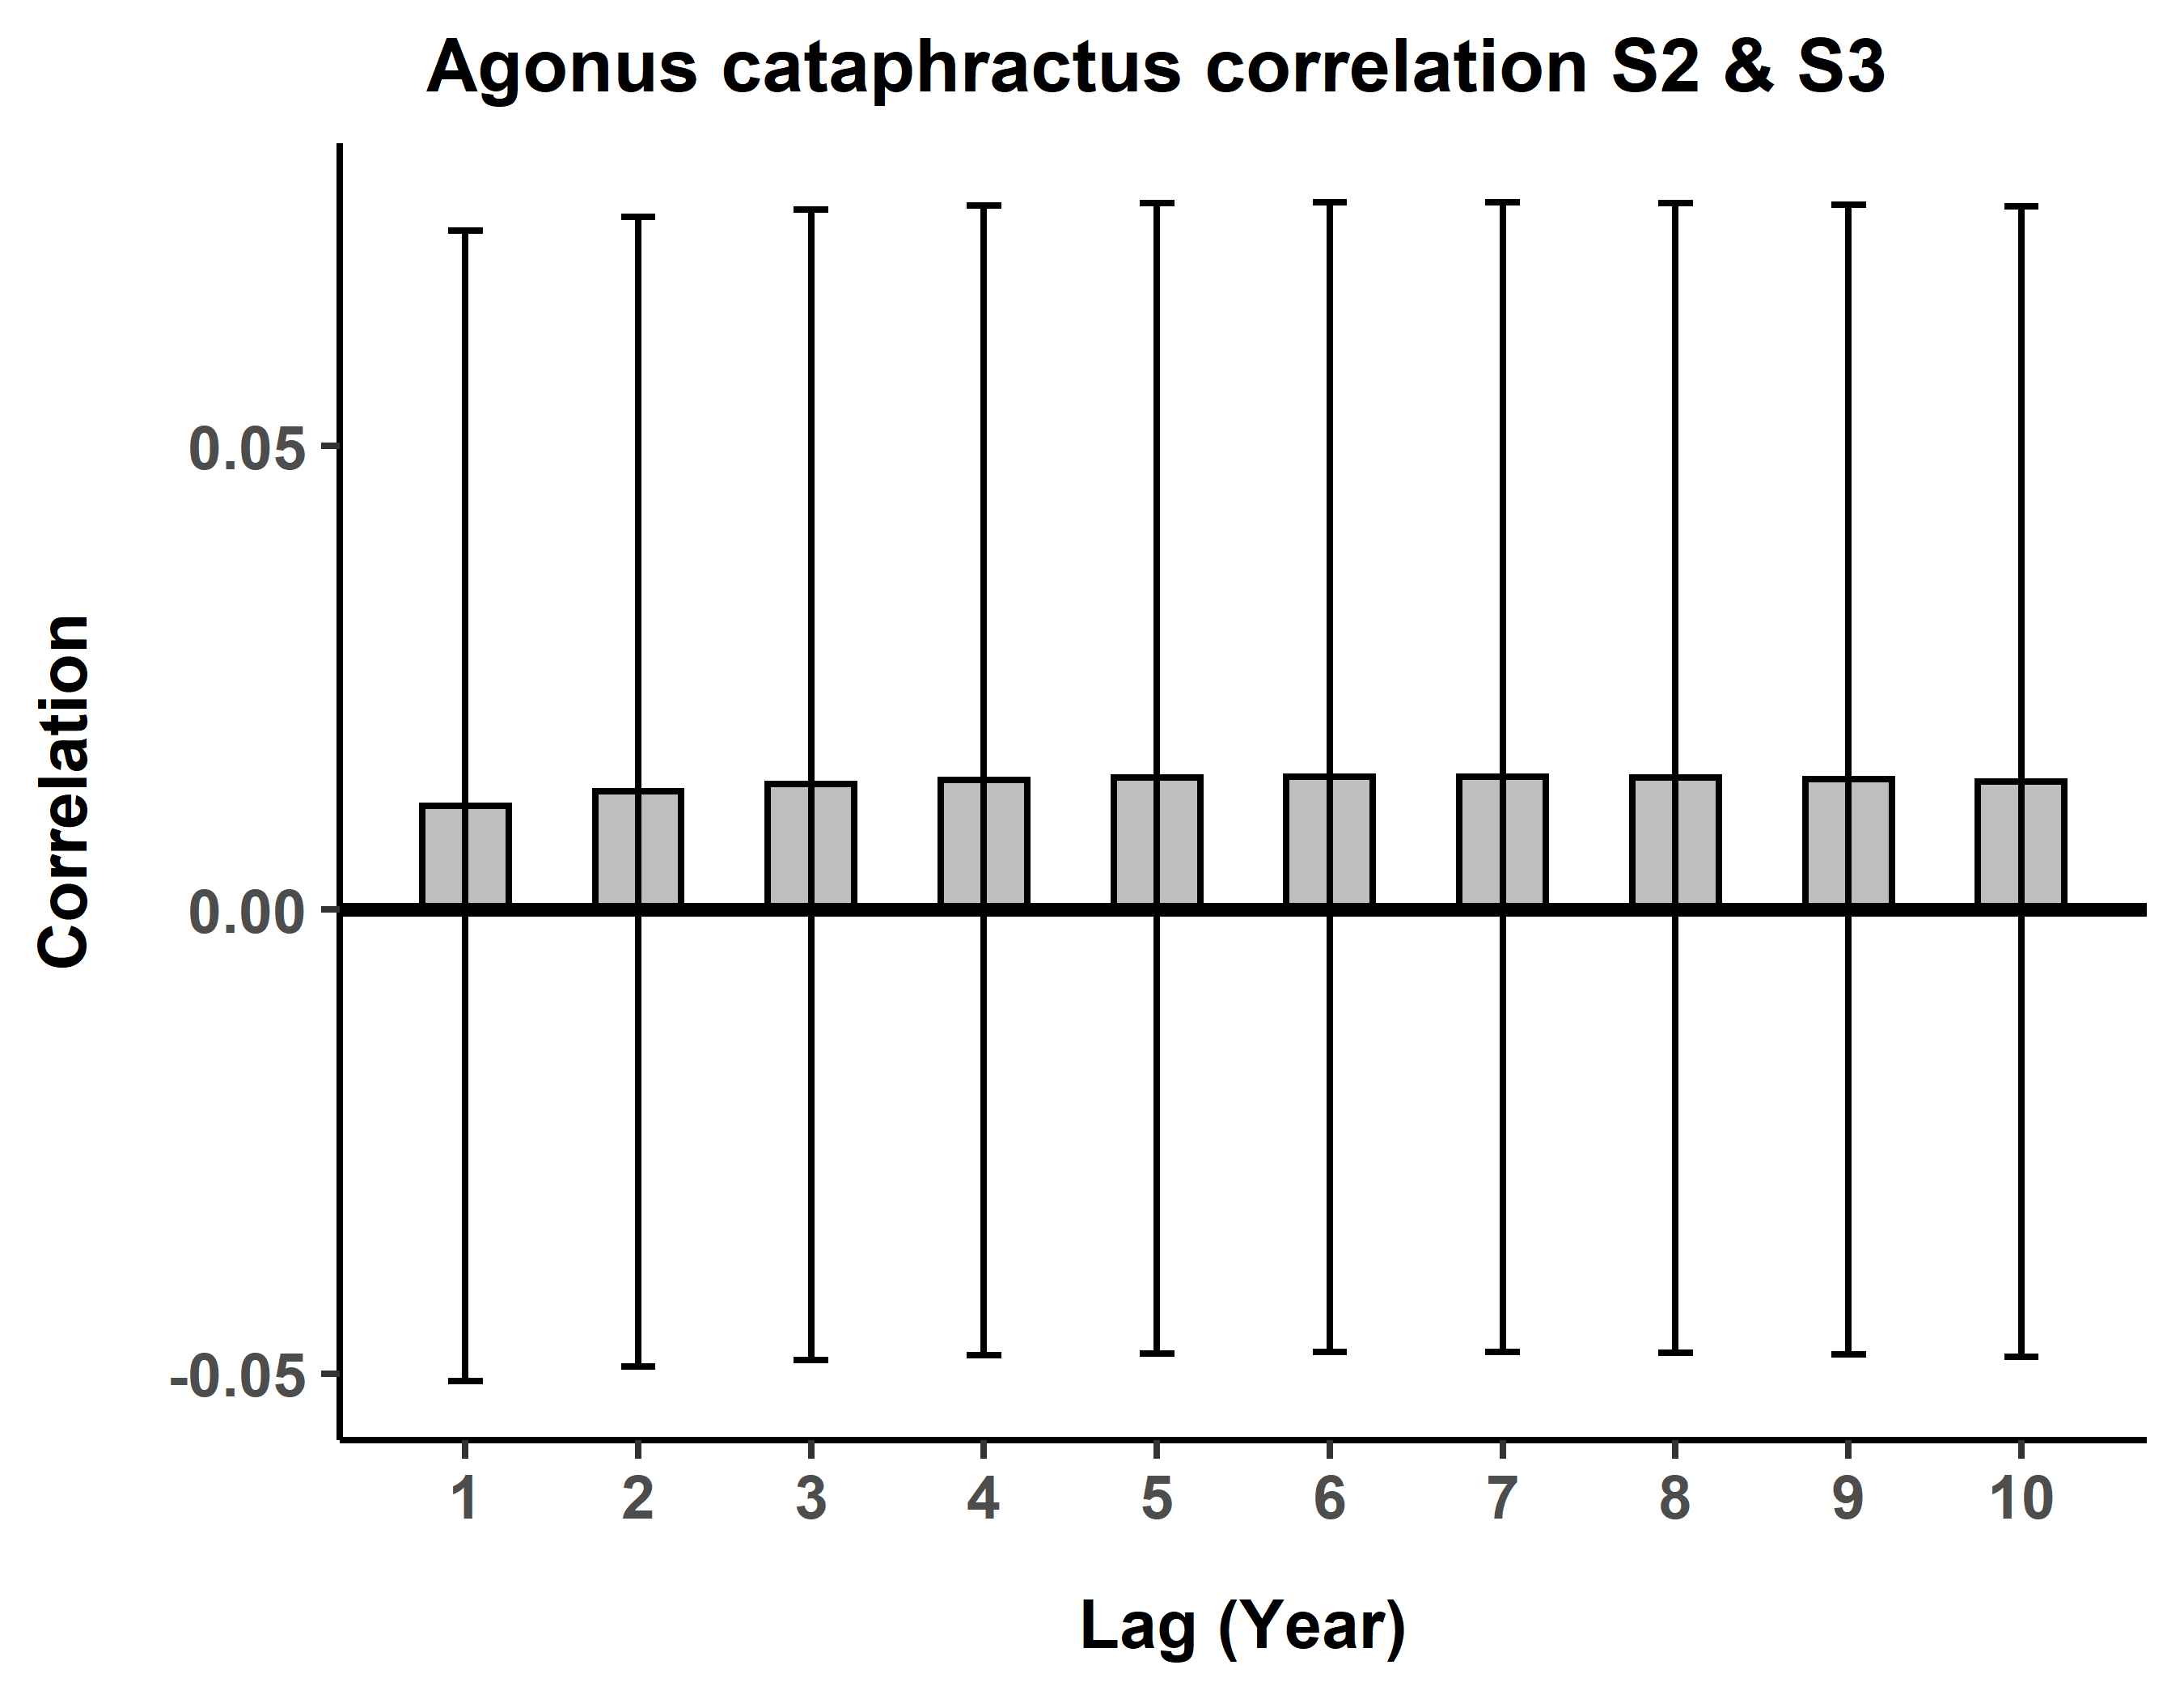 Agonus cataphractus correlation S2 & S3
Correlation
0.05
0.00
-0.05
1 2 3 4 5 6 7 8 9 10
Lag (Year)